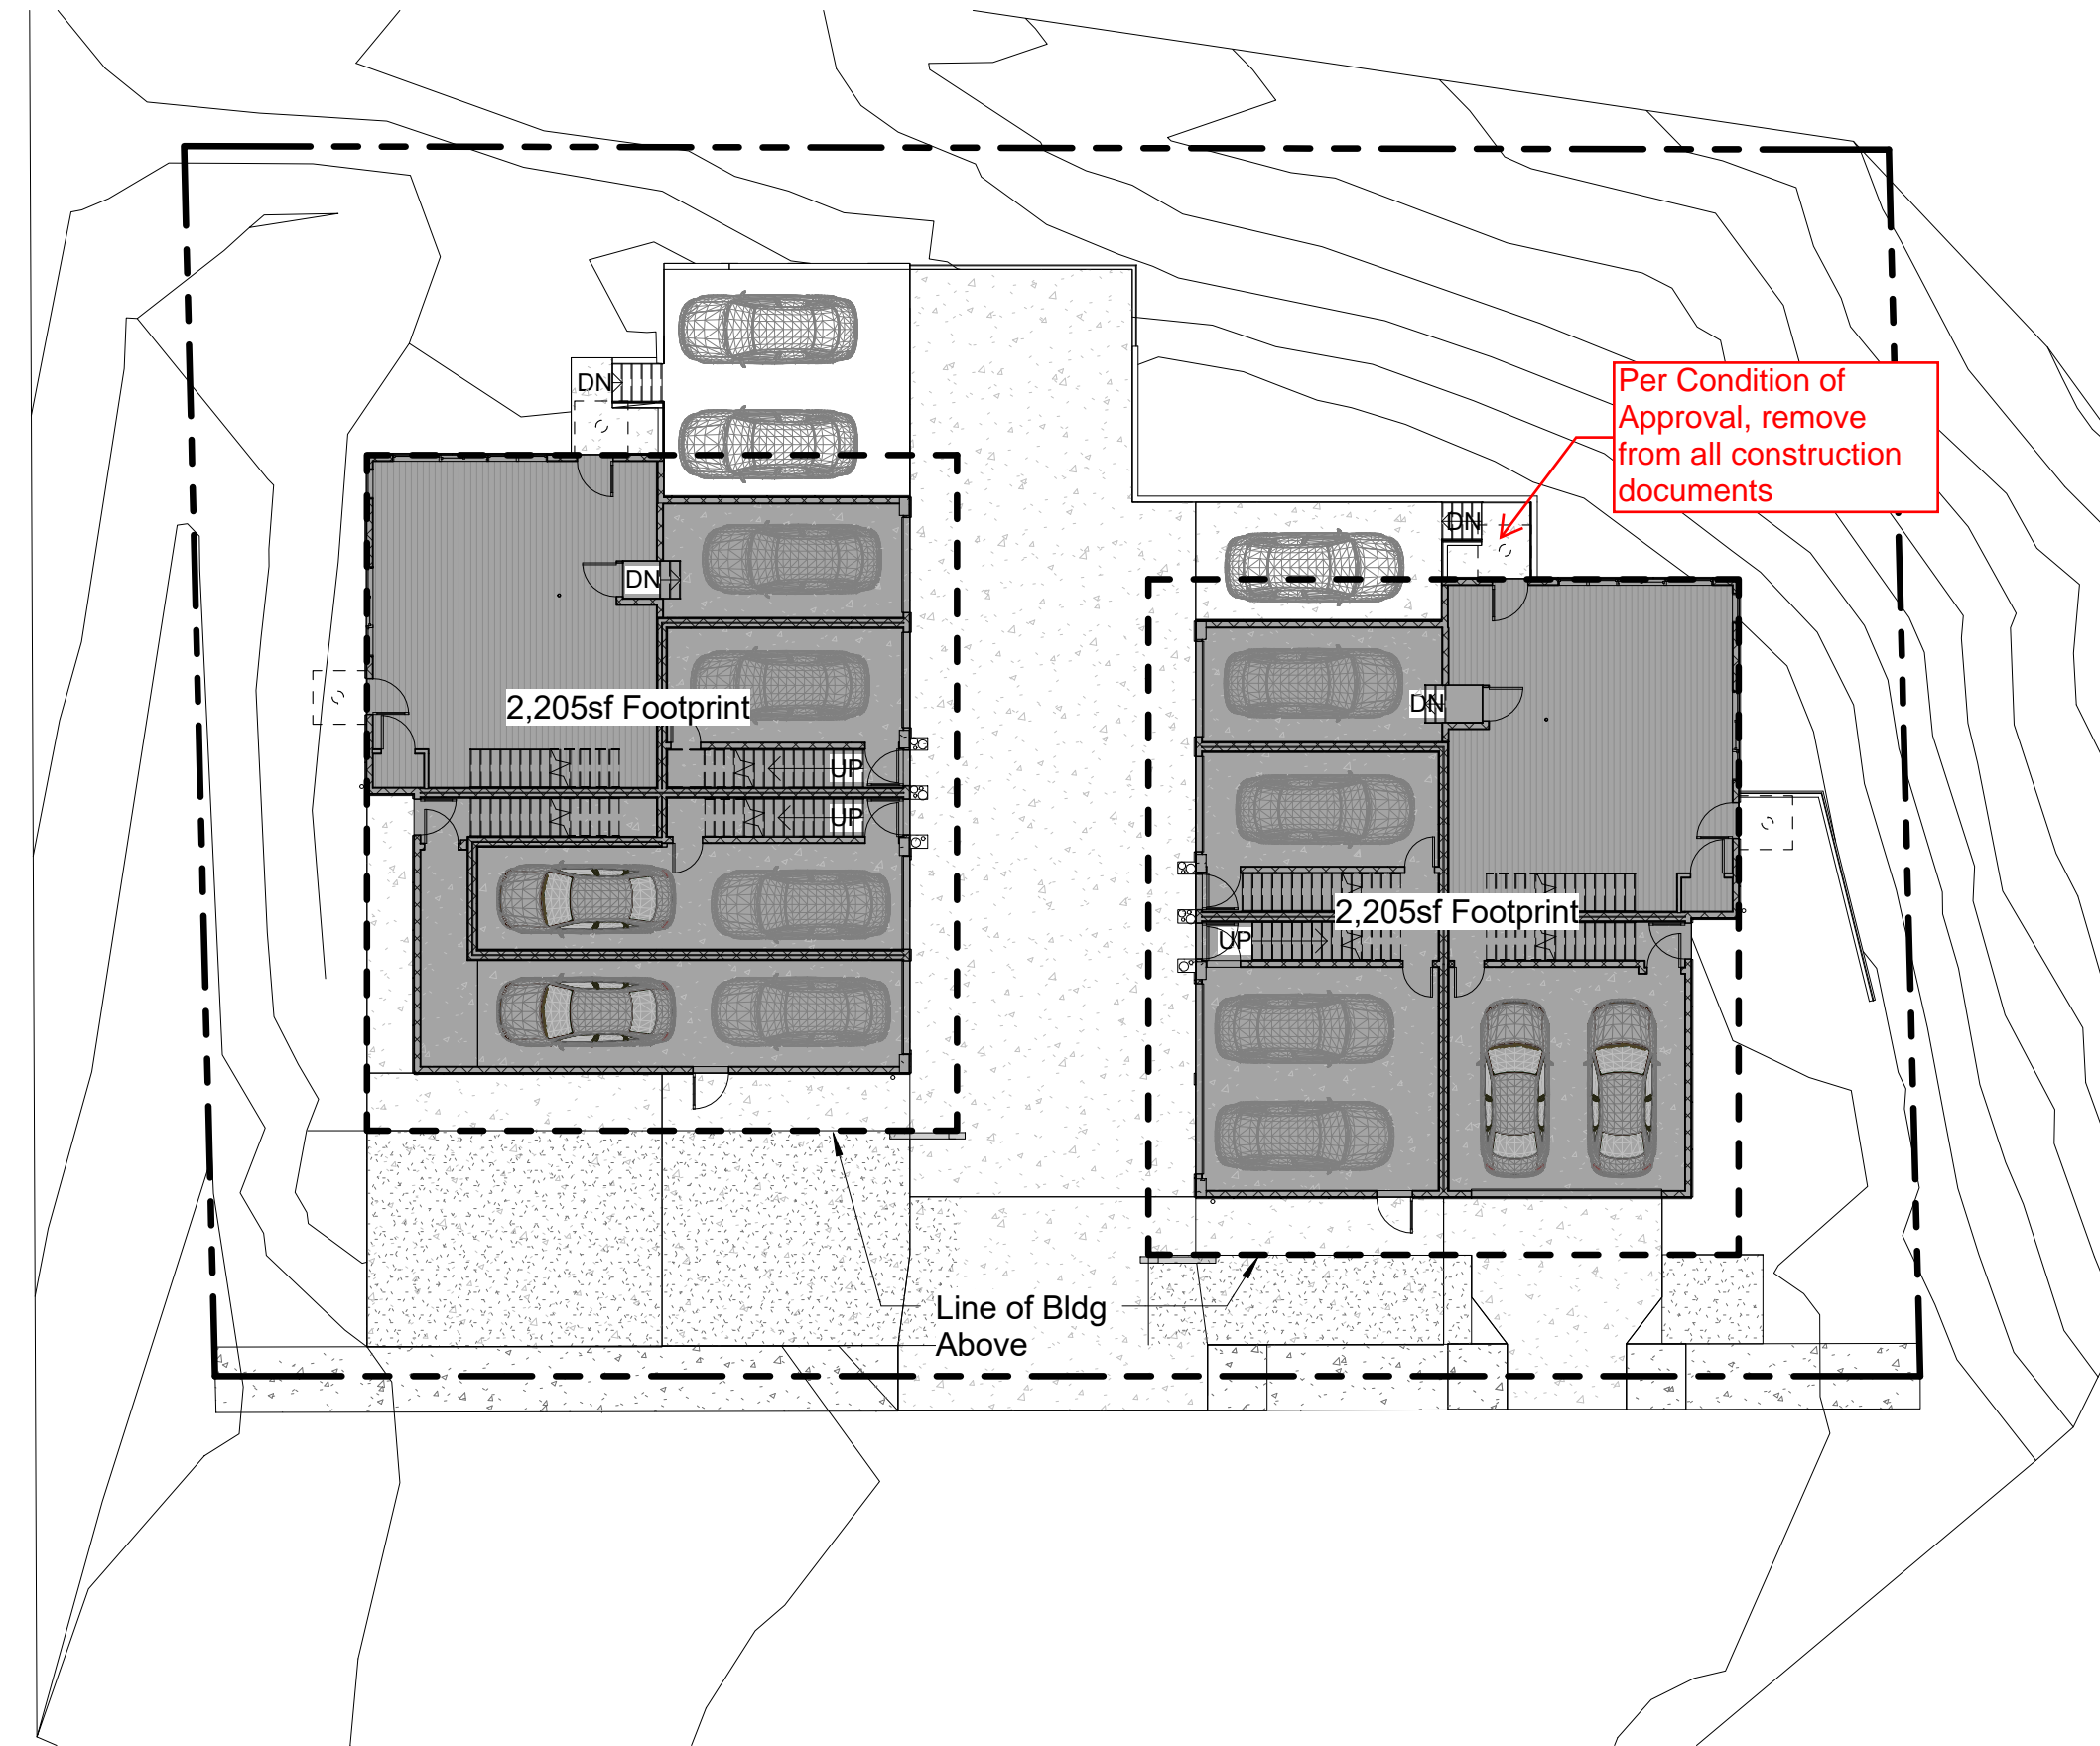 Per Condition of
Approval, remove
from all construction
documents
DN
DN
DN
2,205sf Footprint
DN
UP
UP
2,205sf Footprint
UP
Line of Bldg
Above